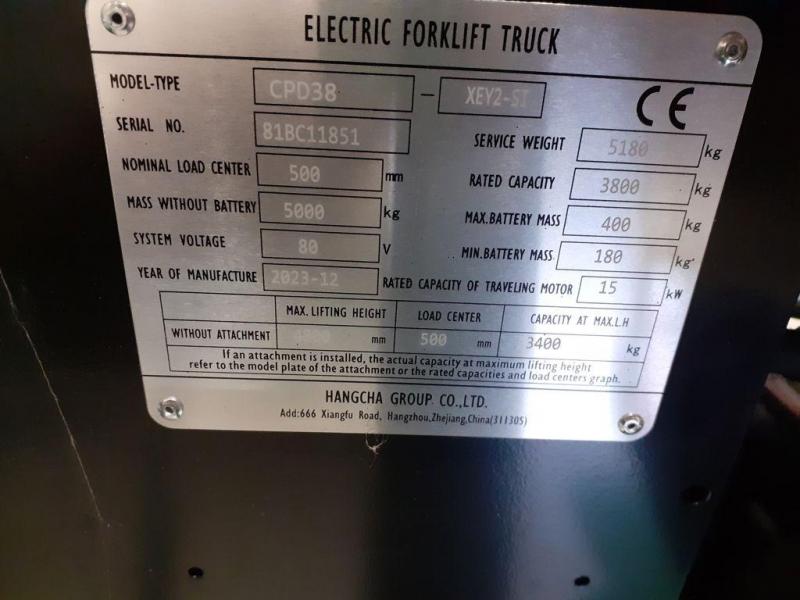 ELECTRIC FORKLIFT TRUCK
MODEL-TYPE CPD38 - XEY2-SI
CE
SERIAL NO. 81BC11851
SERVICE WEIGHT 5180 kg
NOMINAL LOAD CENTER 500 mm
RATED CAPACITY 3800 kg
MASS WITHOUT BATTERY 5000 kg
MAX.BATTERY MASS 400 kg
SYSTEM VOLTAGE 80 V
MIN.BATTERY MASS 180 kg
YEAR OF MANUFACTURE 2023-12
RATED CAPACITY OF TRAVELING MOTOR 15 kW
MAX. LIFTING HEIGHT LOAD CENTER CAPACITY AT MAX.L.H
WITHOUT ATTACHMENT mm 500 mm 3400 kg
If an attachment is installed, the actual capacity at maximum lifting height
refer to the model plate of the attachment or the rated capacities and load centers graph.
HANGCHA GROUP CO.,LTD.
Add:666 Xiangfu Road, Hangzhou,Zhejiang,China(311305)